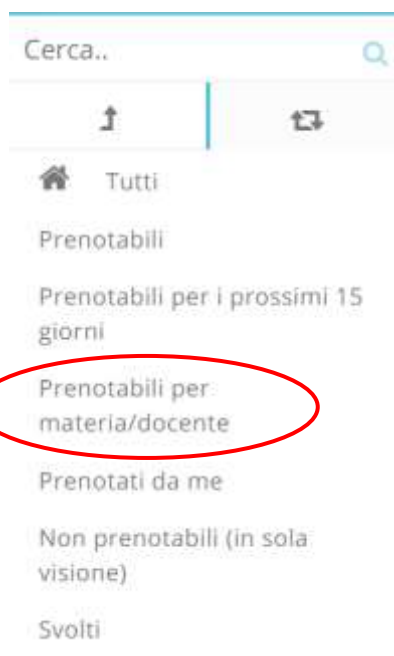 Cerca..
Tutti
Prenotabili
Prenotabili per i prossimi 15
giorni
Prenotabili per
materia/docente
Prenotati da me
Non prenotabili (in sola
visione)
Svolti